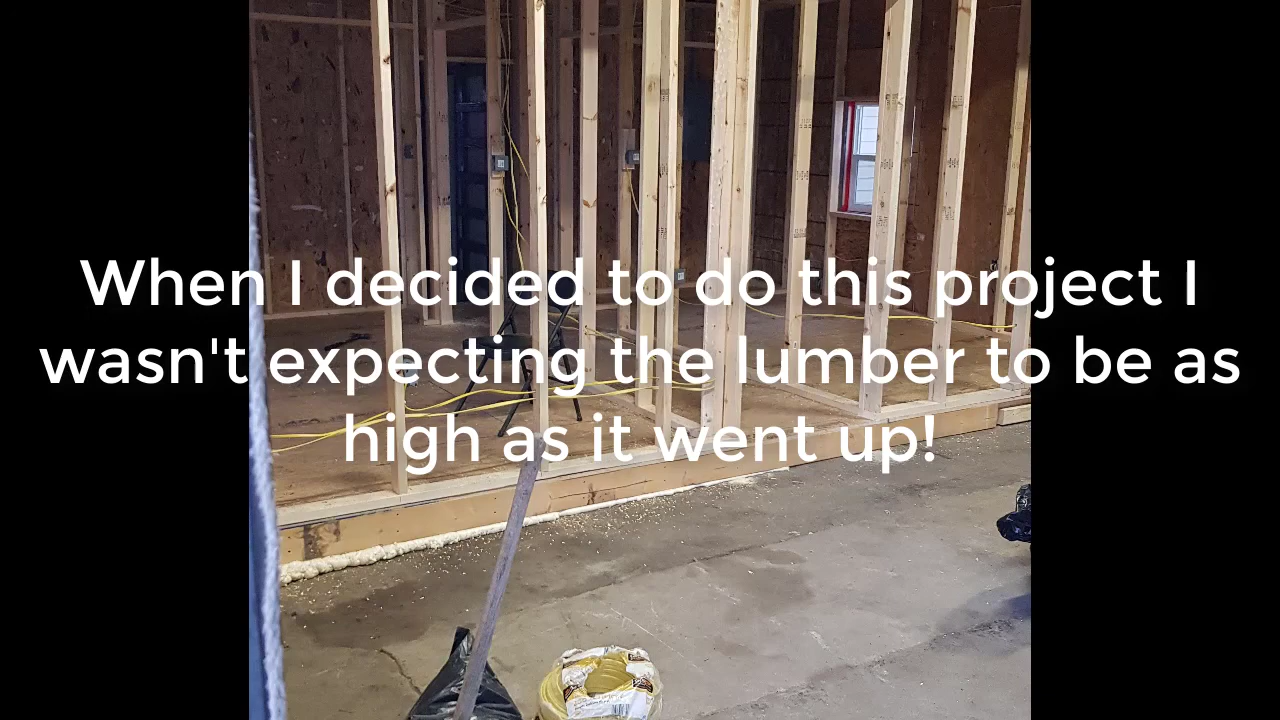 When I decided to do this project I
wasn't expecting the lumber to be as
high as it went up!